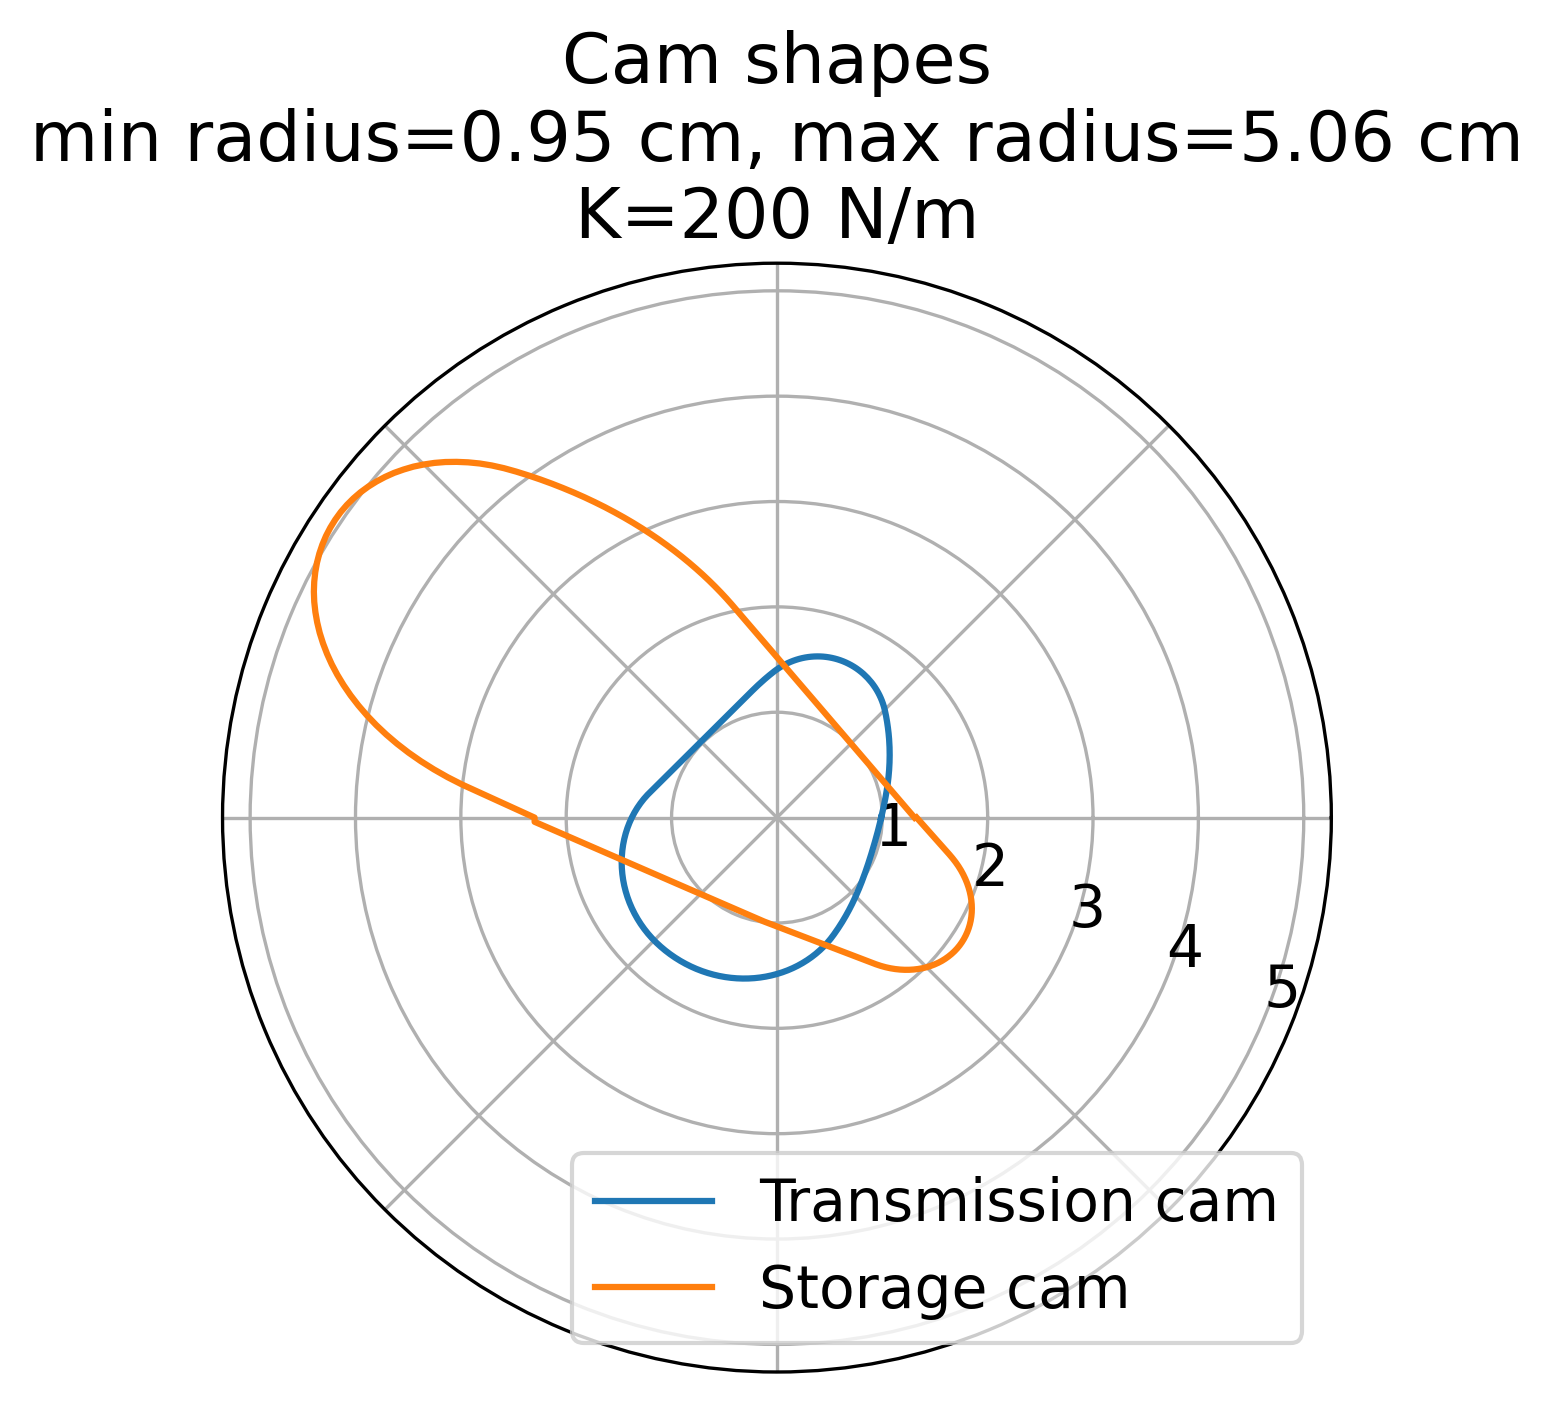 Cam shapes
min radius=0.95 cm, max radius=5.06 cm
K=200 N/m
1
2
3
4
5
Transmission cam
Storage cam